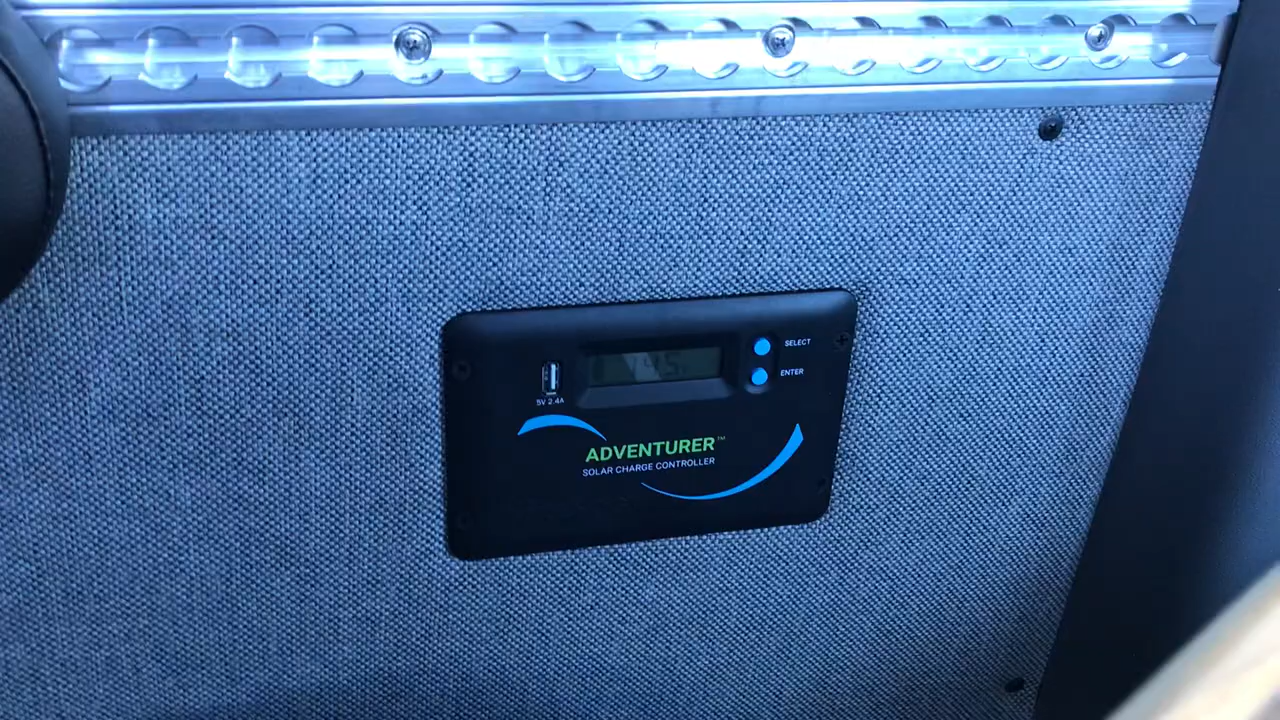 SELECT
ENTER
5V 2.4A
ADVENTURER™
SOLAR CHARGE CONTROLLER